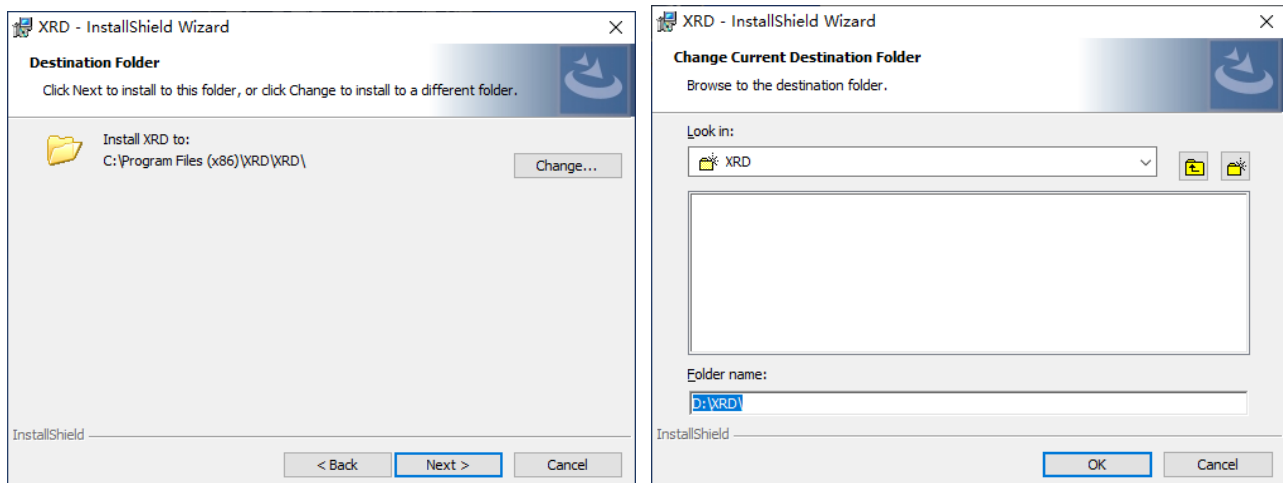 XRD - InstallShield Wizard
Destination Folder
Click Next to install to this folder, or click Change to install to a different folder.
Install XRD to:
C:\Program Files (x86)\XRD\XRD\
Change...
InstallShield
< Back
Next >
Cancel
XRD - InstallShield Wizard
Change Current Destination Folder
Browse to the destination folder.
Look in:
XRD
Folder name:
D:\XRD\
InstallShield
OK
Cancel